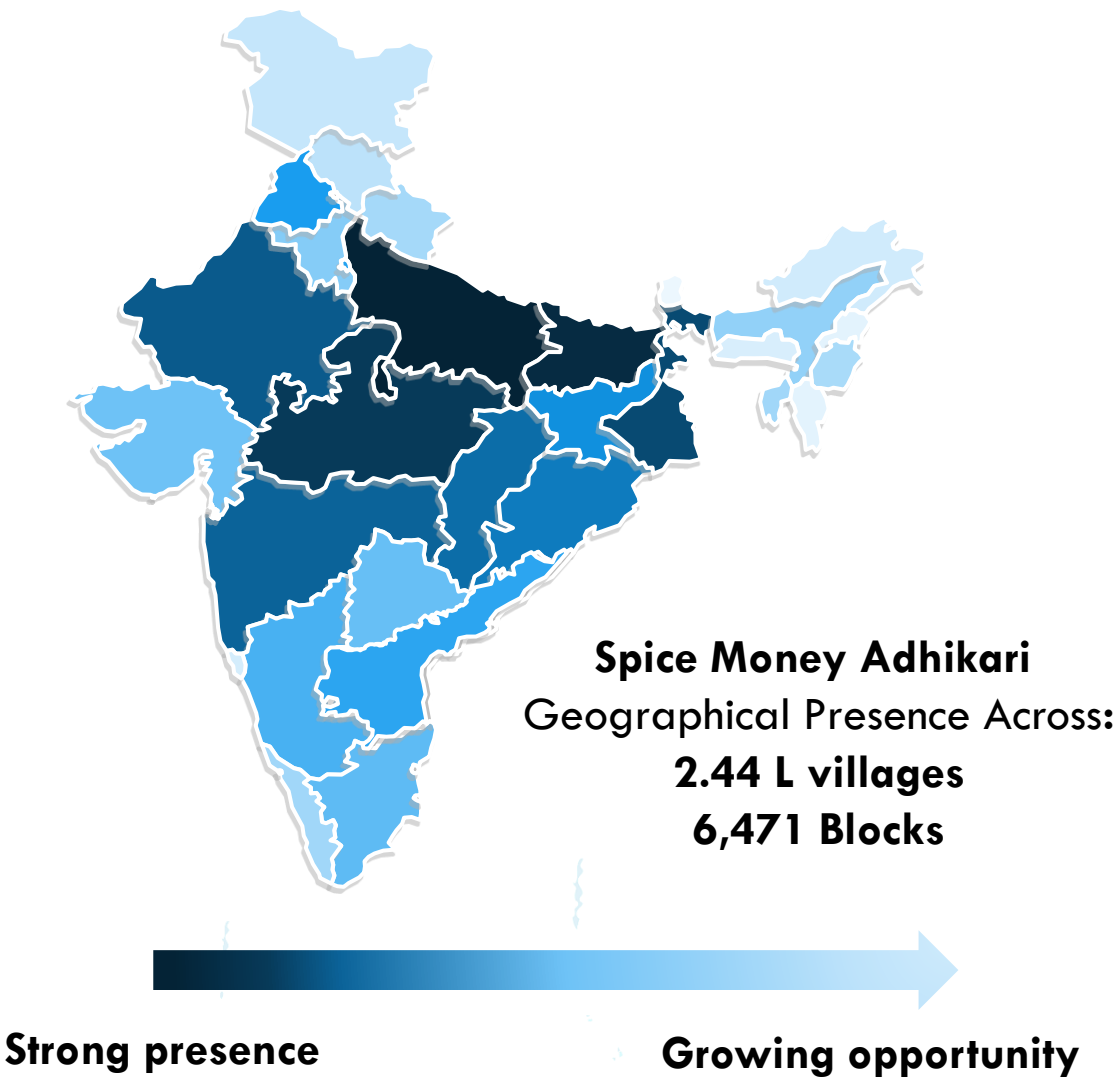 Spice Money Adhikari
Geographical Presence Across:
2.44 L villages
6,471 Blocks
Strong presence
Growing opportunity